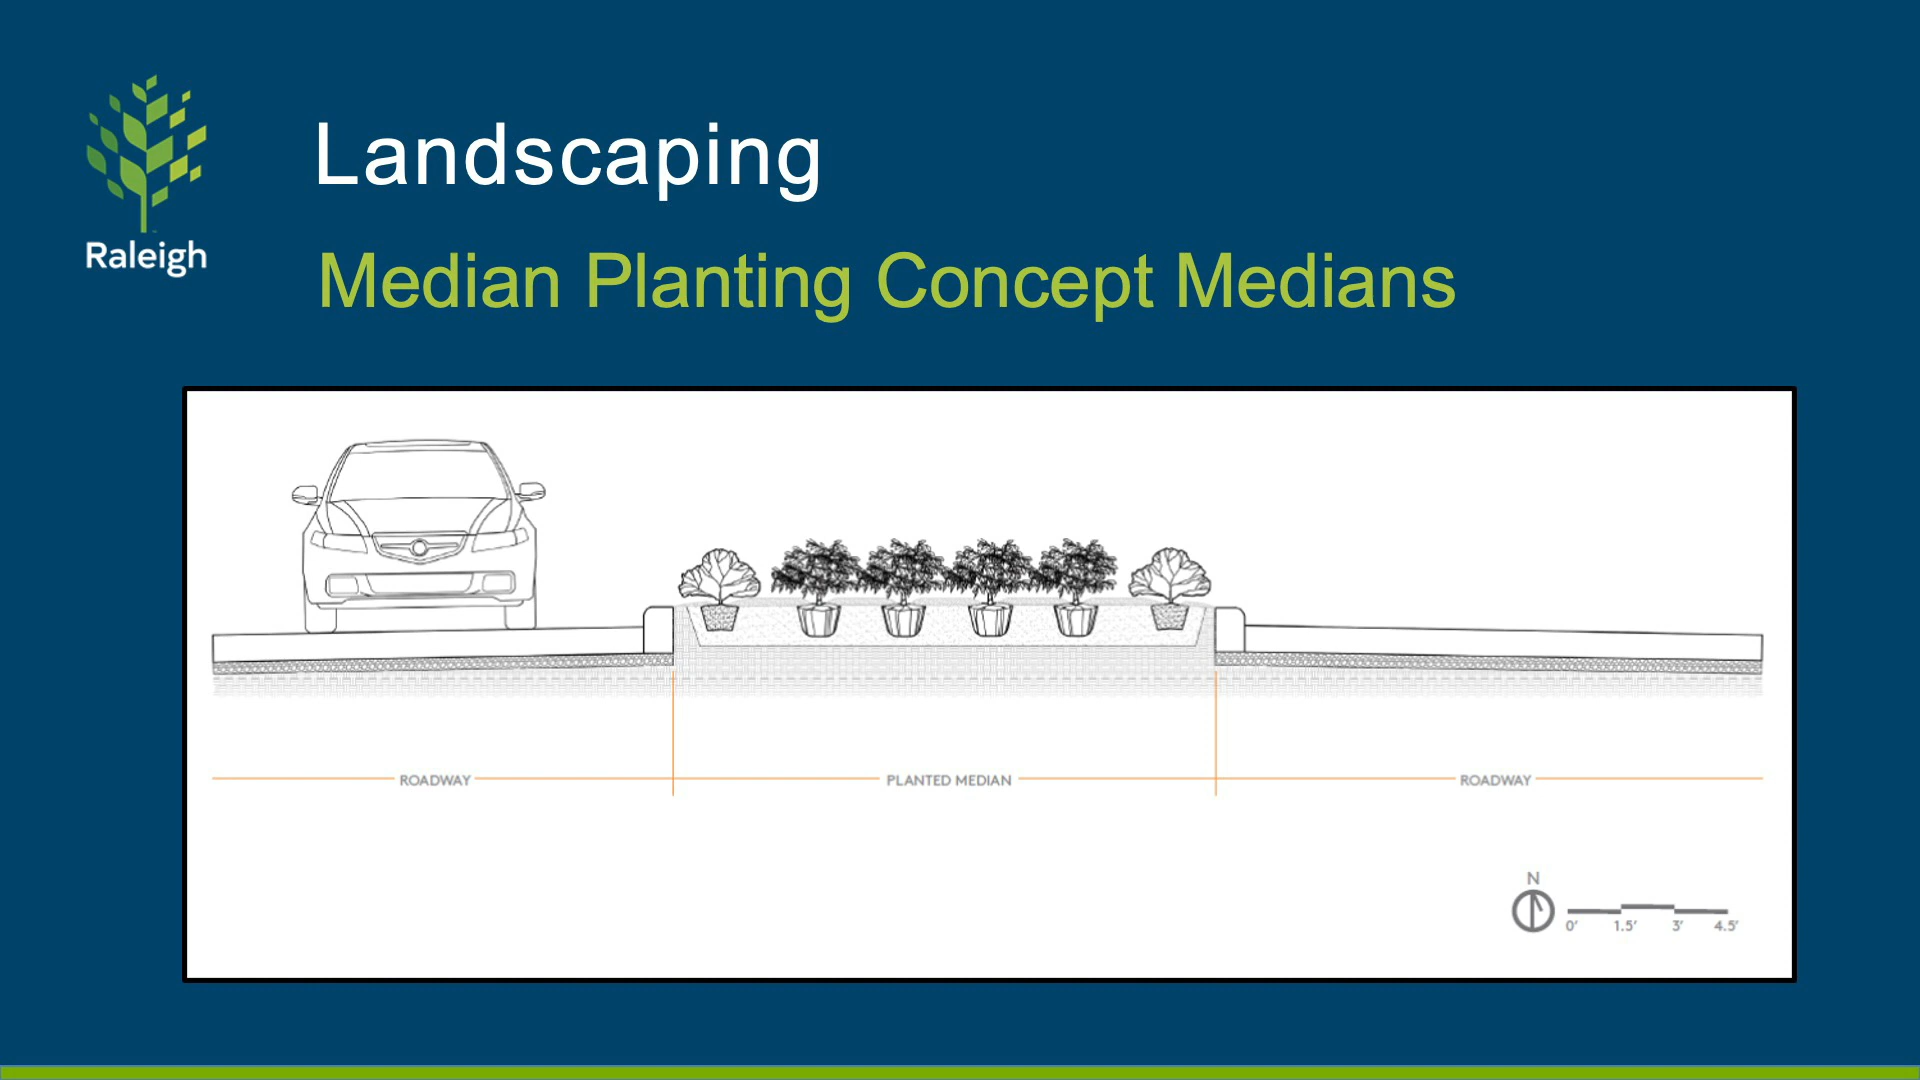 Raleigh
Landscaping
Median Planting Concept Medians
ROADWAY PLANTED MEDIAN ROADWAY
N
0' 1.5' 3' 4.5'